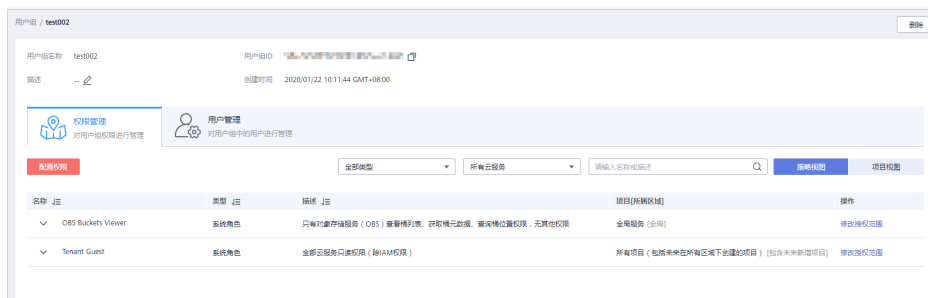 用户组 / test002
删除
用户组名称 test002 用户组ID
描述 -- 创建时间 2020/01/22 10:11:44 GMT+08:00
权限管理
对用户组权限进行管理
用户管理
对用户组中的用户进行管理
配置权限 全部类型 所有云服务 请输入名称或描述 策略视图 项目视图
名称 类型 描述 项目[所属区域] 操作
OBS Buckets Viewer 系统角色 只有对象存储服务（OBS）查看桶列表、获取桶元数据、查询桶位置权限，无其他权限 全局服务 [全局] 修改授权范围
Tenant Guest 系统角色 全部云服务只读权限（除IAM权限） 所有项目（包括未来在所有区域下创建的项目） [包含未来新增项目] 修改授权范围